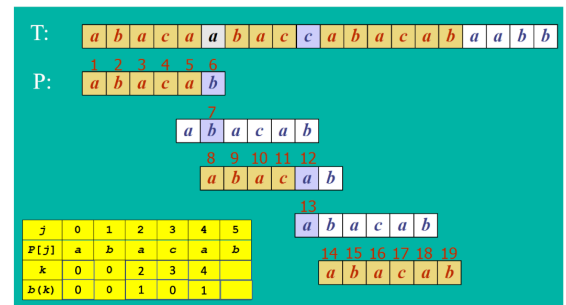 T: a b a c a a b a c c a b a c a b a a b b
1 2 3 4 5 6
P: a b a c a b
7
a b a c a b
8 9 10 11 12
a b a c a b
13
a b a c a b
14 15 16 17 18 19
a b a c a b
j 0 1 2 3 4 5
P[j] a b a c a b
k 0 0 2 3 4
b(k) 0 0 1 0 1